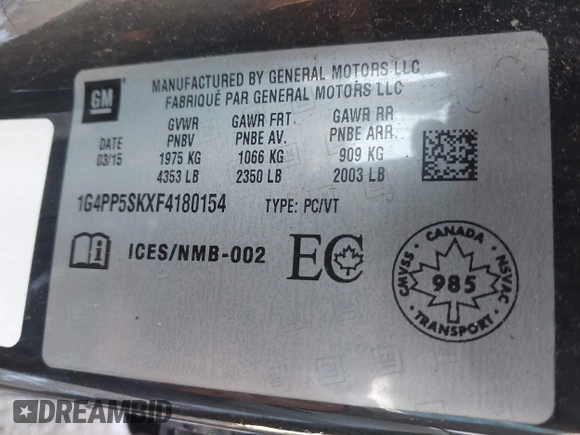 GM
MANUFACTURED BY GENERAL MOTORS LLC
FABRIQUÉ PAR GENERAL MOTORS LLC
DATE
03/15
GVWR
PNBV
1975 KG
4353 LB
GAWR FRT.
PNBE AV.
1066 KG
2350 LB
GAWR RR
PNBE ARR.
909 KG
2003 LB
1G4PP5SKXF4180154 TYPE: PC/VT
i ICES/NMB-002 EC
CANADA
CMVSS 985 NSVAC
TRANSPORT
DREAMBID